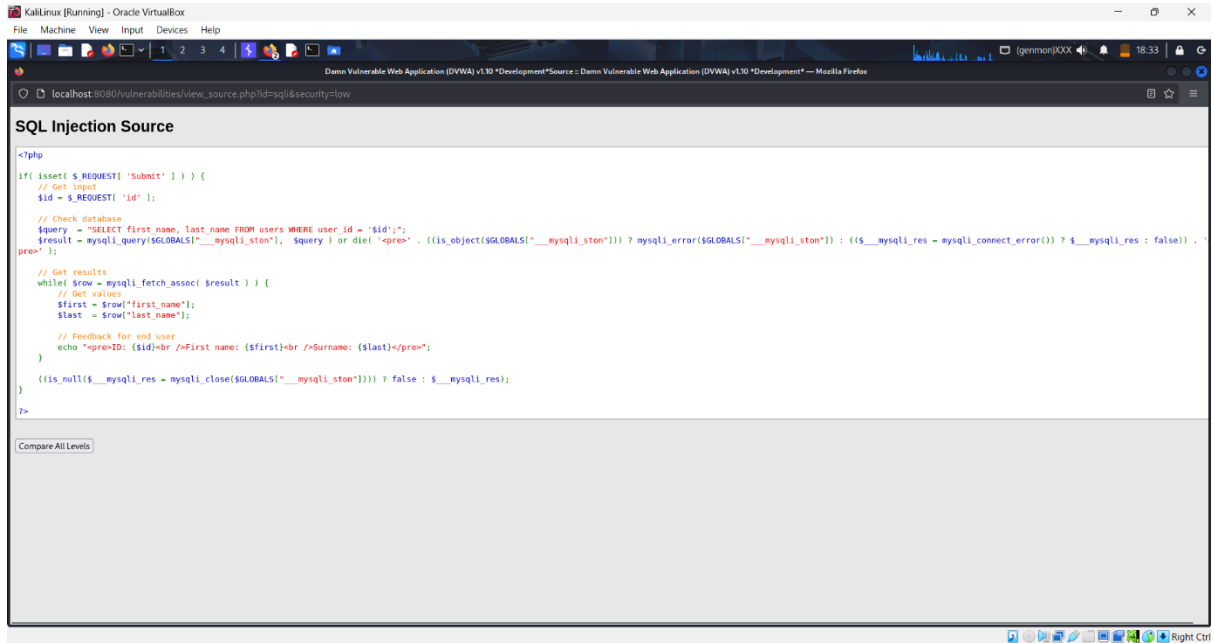 KaliLinux [Running] - Oracle VirtualBox
File Machine View Input Devices Help
1 2 3 4 (genmon)XXX 18:33
Damn Vulnerable Web Application (DVWA) v1.10 *Development*Source :: Damn Vulnerable Web Application (DVWA) v1.10 *Development* — Mozilla Firefox
localhost:8080/vulnerabilities/view_source.php?id=sqli&security=low
SQL Injection Source
<?php
if( isset( $_REQUEST[ 'Submit' ] ) ) {
// Get input
$id = $_REQUEST[ 'id' ];
// Check database
$query = "SELECT first_name, last_name FROM users WHERE user_id = '$id';";
$result = mysqli_query($GLOBALS["___mysqli_ston"], $query ) or die( '<pre>' . ((is_object($GLOBALS["___mysqli_ston"])) ? mysqli_error($GLOBALS["___mysqli_ston"]) : (($___mysqli_res = mysqli_connect_error()) ? $___mysqli_res : false)) . '
pre>' );
// Get results
while( $row = mysqli_fetch_assoc( $result ) ) {
// Get values
$first = $row["first_name"];
$last = $row["last_name"];
// Feedback for end user
echo "<pre>ID: {$id}<br />First name: {$first}<br />Surname: {$last}</pre>";
}
((is_null($___mysqli_res = mysqli_close($GLOBALS["___mysqli_ston"]))) ? false : $___mysqli_res);
}
?>
Compare All Levels
Right Ctrl